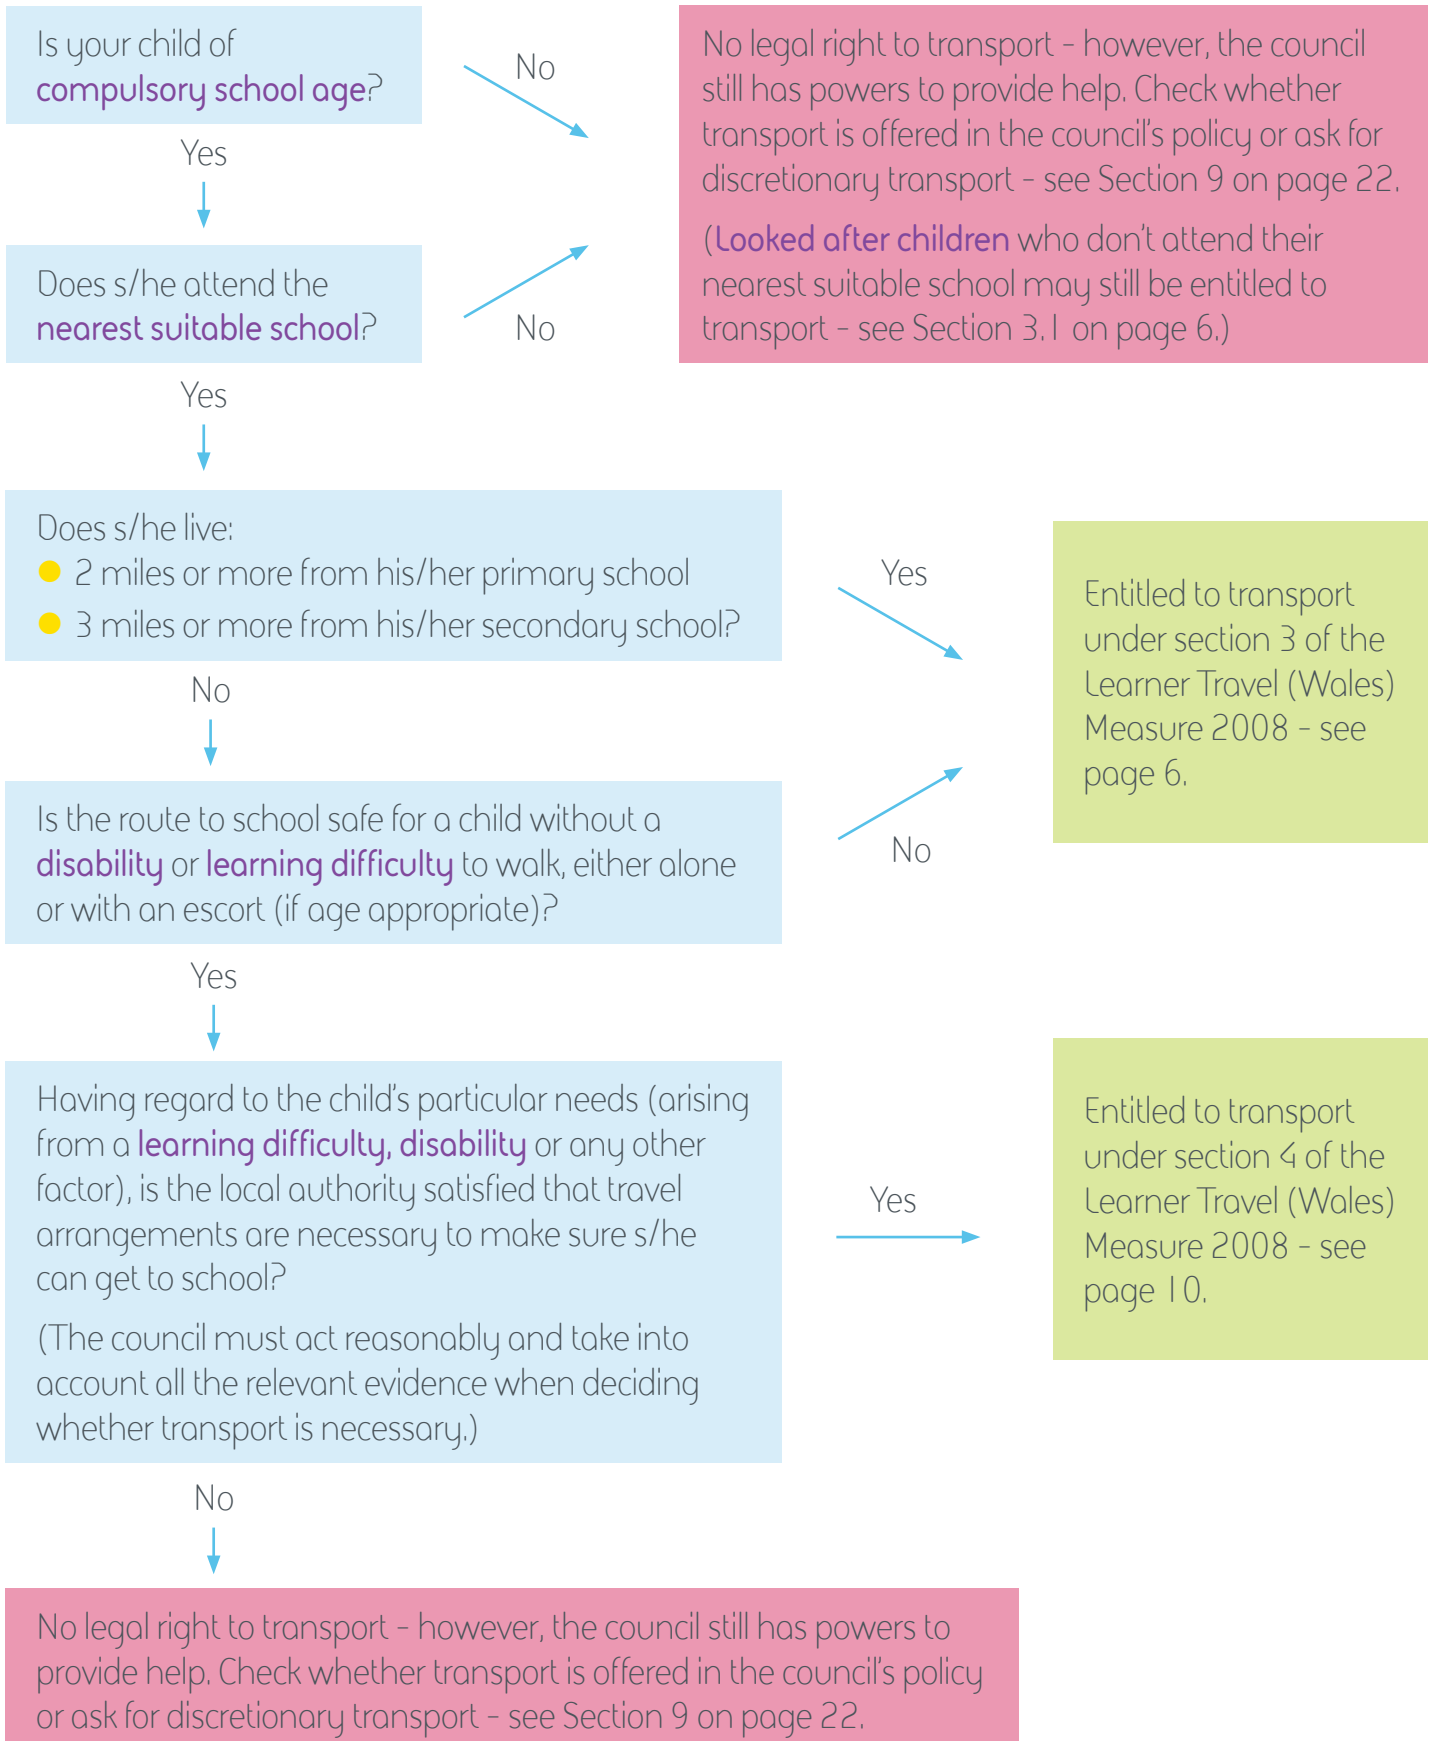 Is your child of
compulsory school age?
No
Yes
No legal right to transport – however, the council
still has powers to provide help. Check whether
transport is offered in the council's policy or ask for
discretionary transport – see Section 9 on page 22.
(Looked after children who don't attend their
nearest suitable school may still be entitled to
transport – see Section 3.1 on page 6.)
Does s/he attend the
nearest suitable school?
No
Yes
Does s/he live:
2 miles or more from his/her primary school
3 miles or more from his/her secondary school?
Yes
No
Entitled to transport
under section 3 of the
Learner Travel (Wales)
Measure 2008 – see
page 6.
Is the route to school safe for a child without a
disability or learning difficulty to walk, either alone
or with an escort (if age appropriate)?
No
Yes
Having regard to the child's particular needs (arising
from a learning difficulty, disability or any other
factor), is the local authority satisfied that travel
arrangements are necessary to make sure s/he
can get to school?
(The council must act reasonably and take into
account all the relevant evidence when deciding
whether transport is necessary.)
Yes
Entitled to transport
under section 4 of the
Learner Travel (Wales)
Measure 2008 – see
page 10.
No
No legal right to transport – however, the council still has powers to
provide help. Check whether transport is offered in the council's policy
or ask for discretionary transport – see Section 9 on page 22.